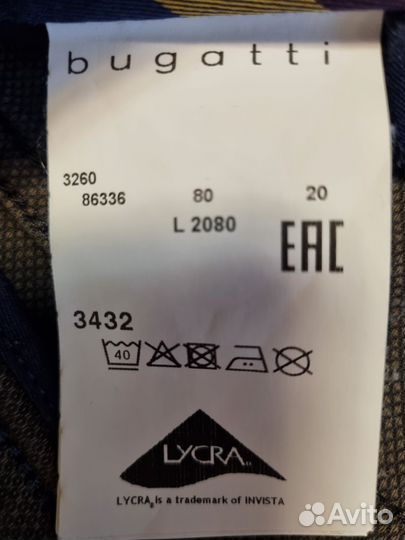 bugatti
3260
86336 80 20
L 2080
EAC
3432
40
LYCRA®
LYCRA® is a trademark of INVISTA
Avito